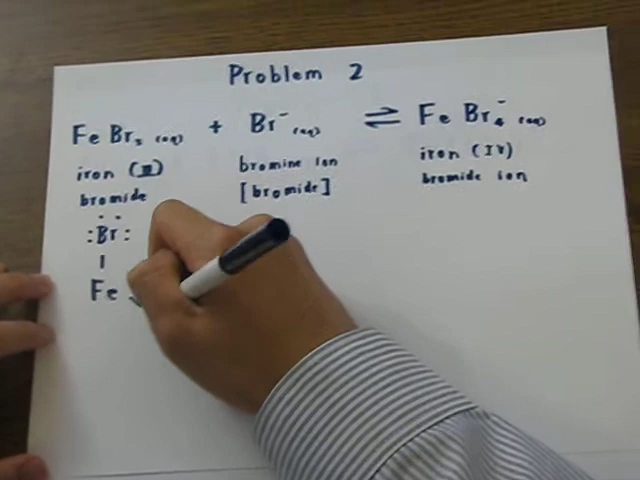 Problem 2
FeBr₃ (aq) + Br⁻ (aq) ⇌ FeBr₄⁻ (aq)
iron (III) bromine ion iron (IV)
bromide [bromide] bromide ion
:Br:
|
Fe